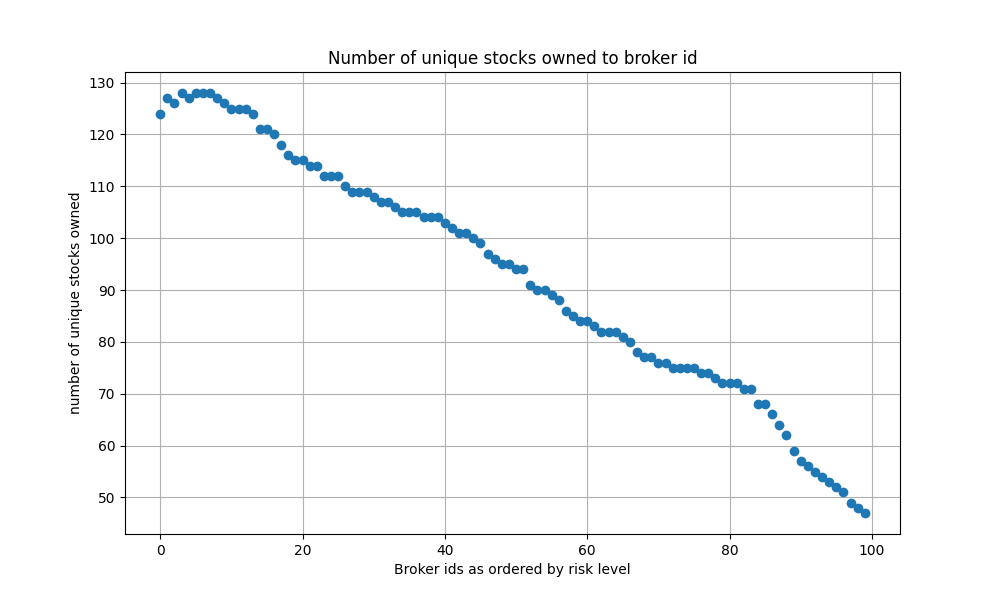 Number of unique stocks owned to broker id
130
120
110
100
90
80
70
60
50
number of unique stocks owned
0 20 40 60 80 100
Broker ids as ordered by risk level